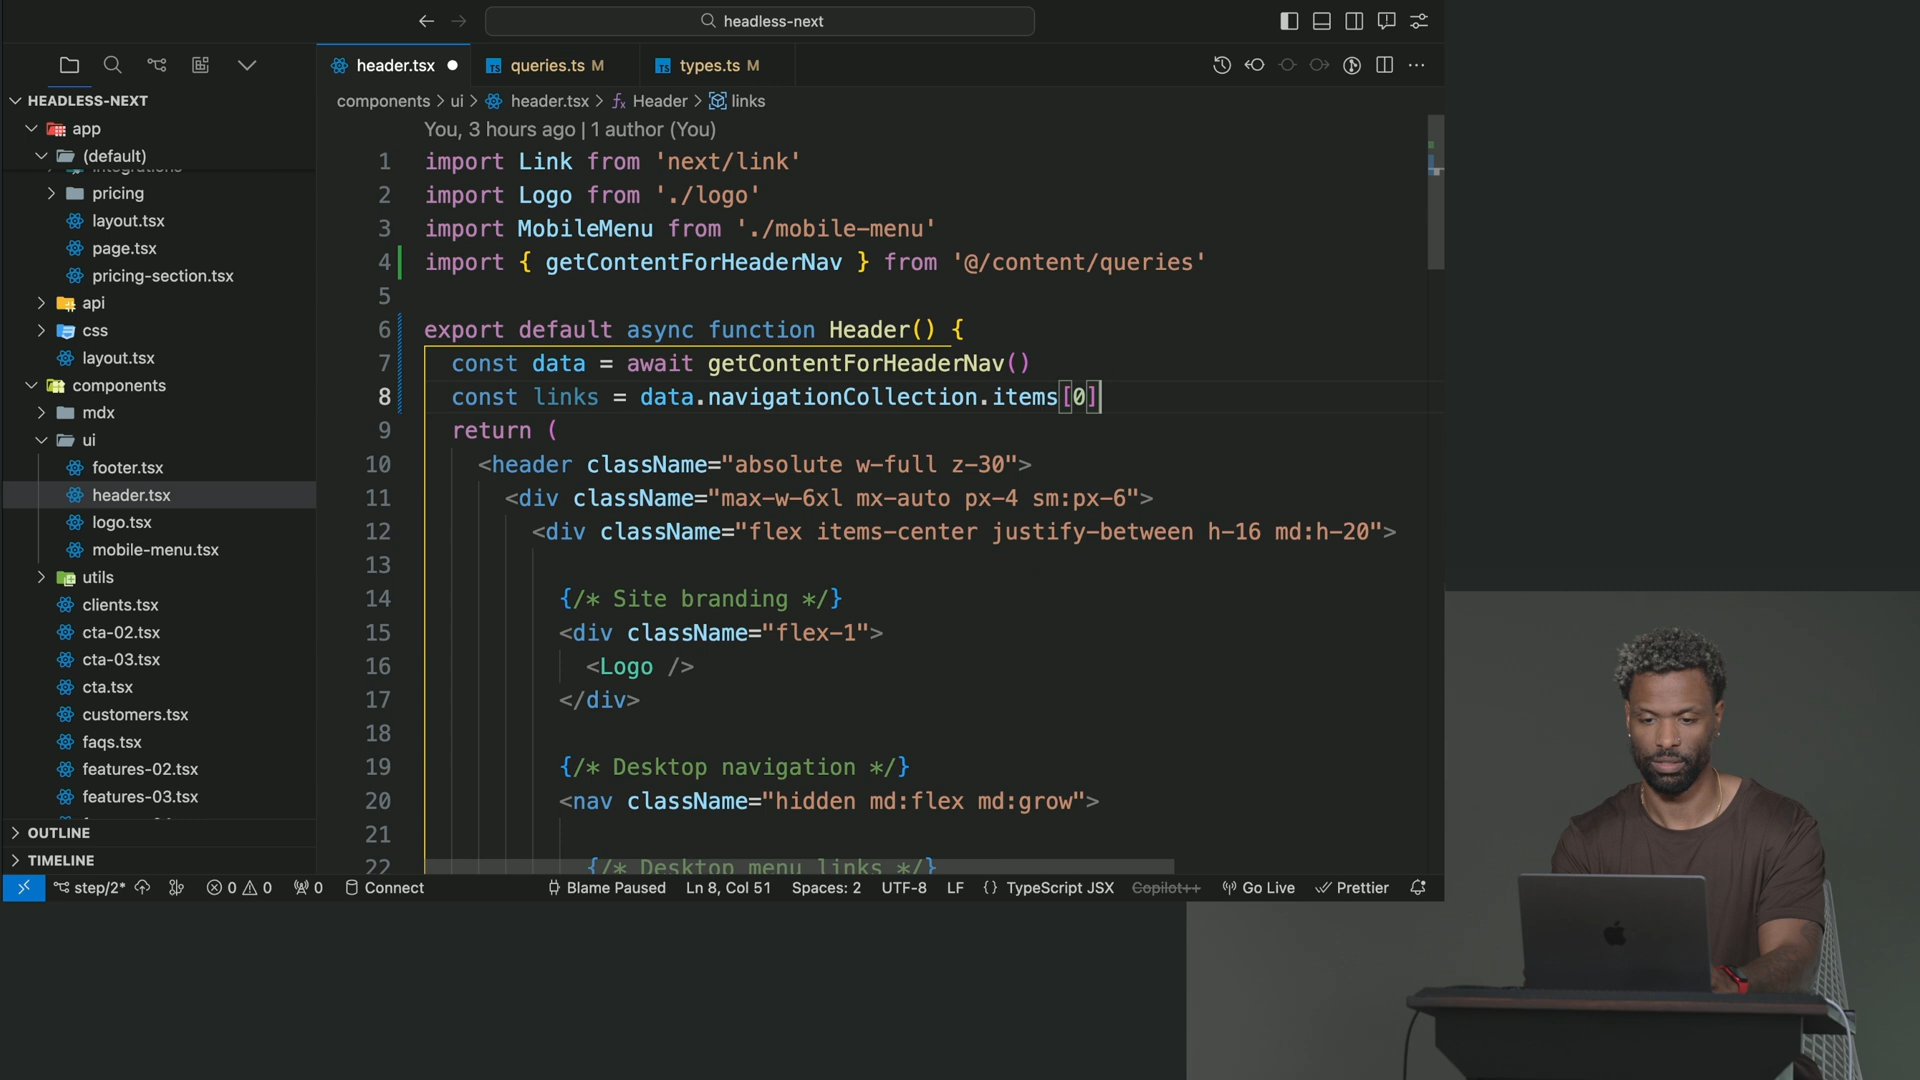 headless-next
HEADLESS-NEXT
app
(default)
integrations
pricing
layout.tsx
page.tsx
pricing-section.tsx
api
css
layout.tsx
components
mdx
ui
footer.tsx
header.tsx
logo.tsx
mobile-menu.tsx
utils
clients.tsx
cta-02.tsx
cta-03.tsx
cta.tsx
customers.tsx
faqs.tsx
features-02.tsx
features-03.tsx
OUTLINE
TIMELINE
header.tsx
TS queries.ts M
TS types.ts M
components > ui > header.tsx > fx Header > links
You, 3 hours ago | 1 author (You)
1 import Link from 'next/link'
2 import Logo from './logo'
3 import MobileMenu from './mobile-menu'
4 import { getContentForHeaderNav } from '@/content/queries'
5
6 export default async function Header() {
7 const data = await getContentForHeaderNav()
8 const links = data.navigationCollection.items[0]
9 return (
10 <header className="absolute w-full z-30">
11 <div className="max-w-6xl mx-auto px-4 sm:px-6">
12 <div className="flex items-center justify-between h-16 md:h-20">
13
14 {/* Site branding */}
15 <div className="flex-1">
16 <Logo />
17 </div>
18
19 {/* Desktop navigation */}
20 <nav className="hidden md:flex md:grow">
21
22 {/* Desktop menu links */}
step/2* 0 0 0 Connect Blame Paused Ln 8, Col 51 Spaces: 2 UTF-8 LF {} TypeScript JSX Copilot++ Go Live Prettier